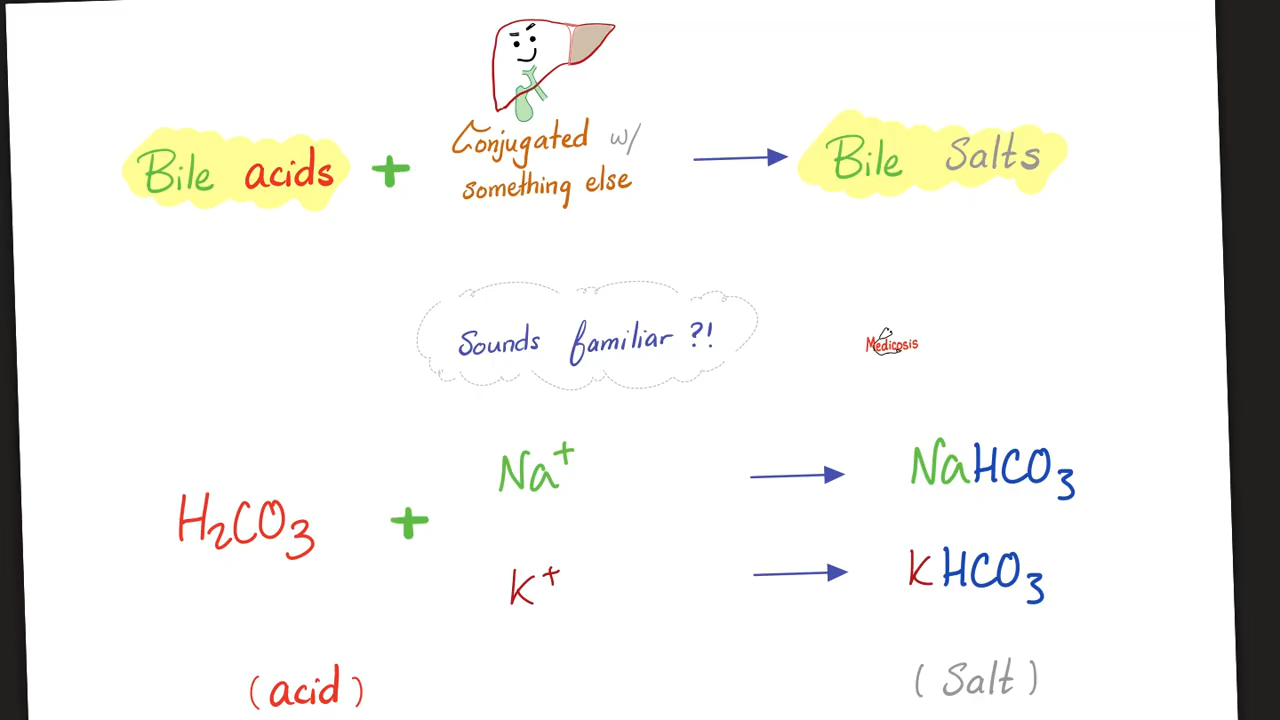 Bile acids + Conjugated w/ something else → Bile Salts
Sounds familiar ?!
Medicosis
Na⁺ → NaHCO₃
H₂CO₃ +
K⁺ → KHCO₃
(acid) (Salt)